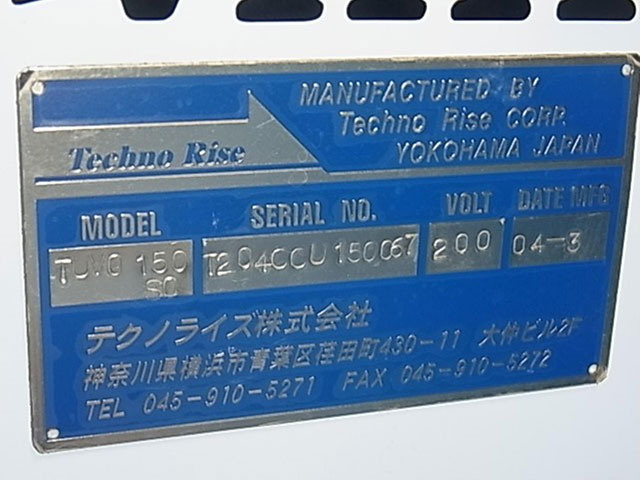 MANUFACTURED BY
Techno Rise CORP.
YOKOHAMA JAPAN
Techno Rise
MODEL SERIAL NO. VOLT DATE MFG
150 T204CCU150067 200 04-3
SO
テクノライズ株式会社
神奈川県横浜市青葉区荏田町430-11 大仲ビル2F
TEL 045-910-5271 FAX 045-910-5272